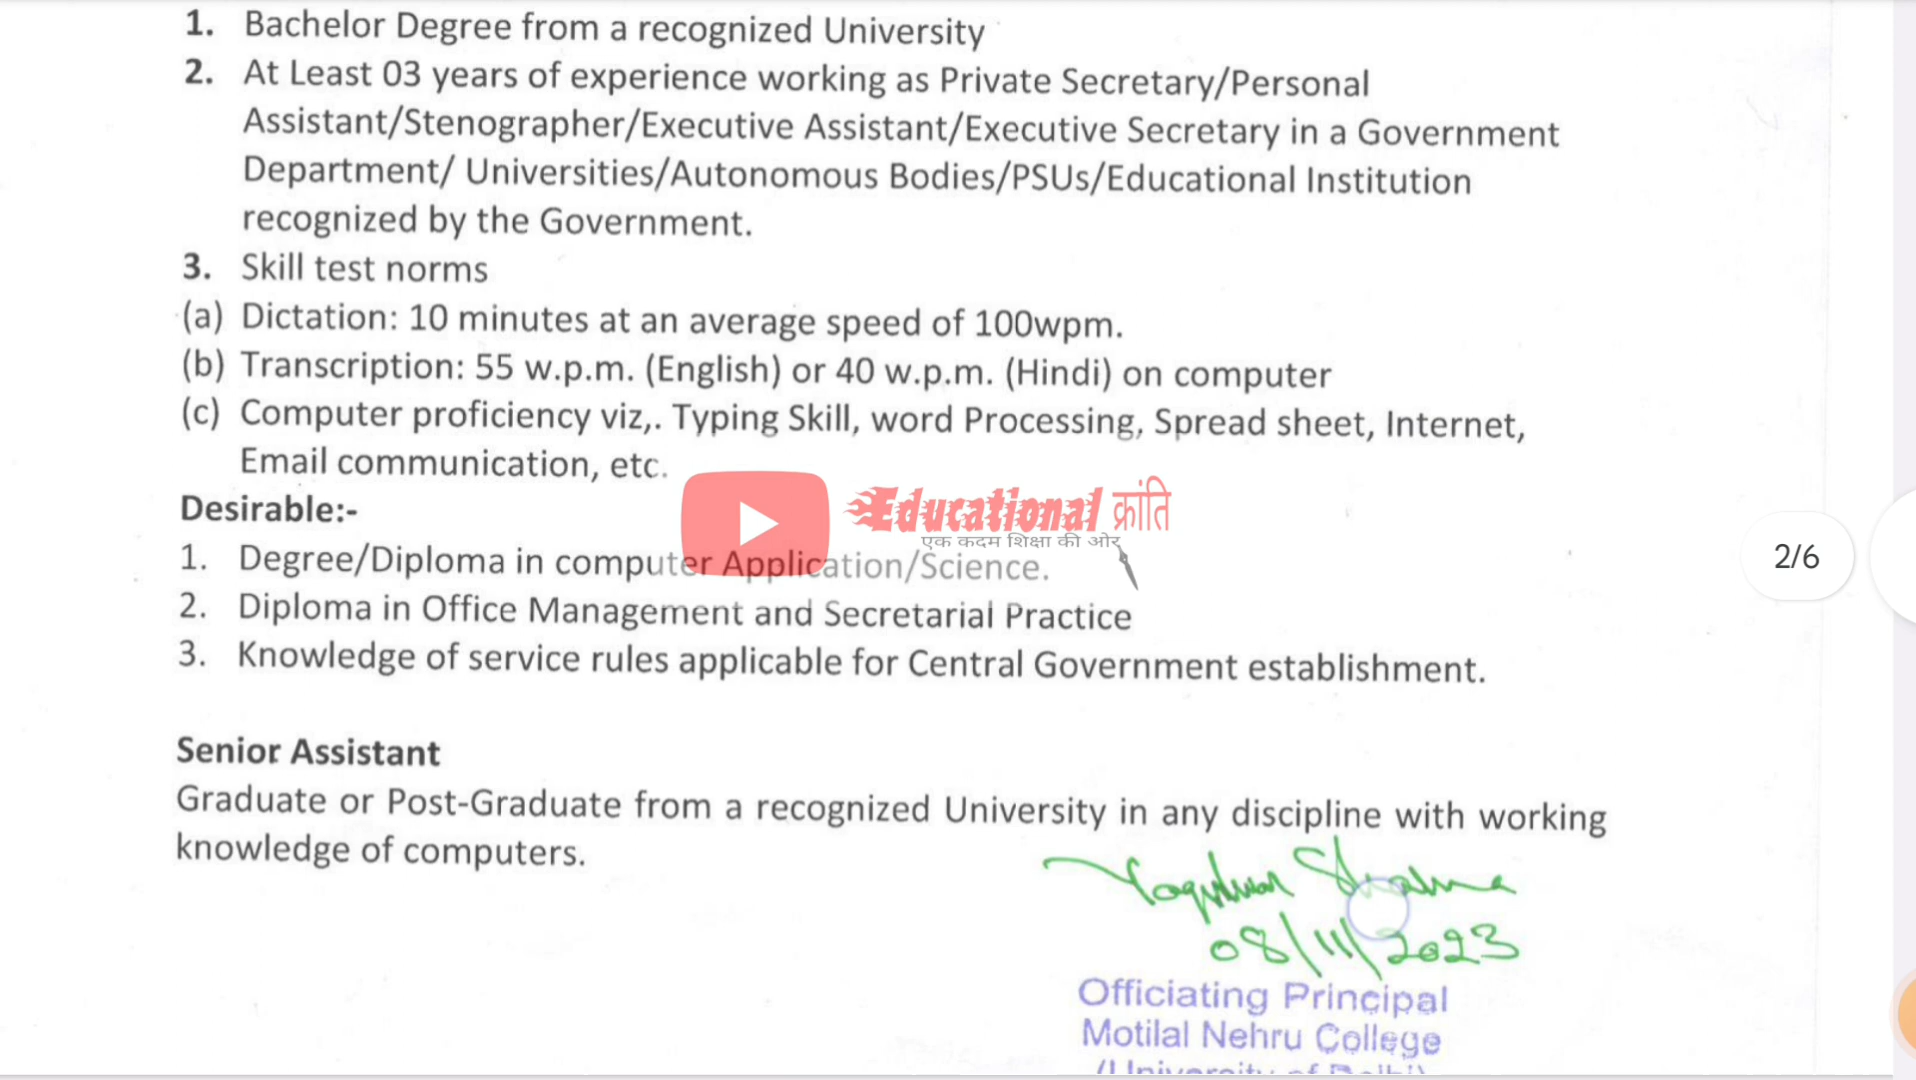 1. Bachelor Degree from a recognized University
2. At Least 03 years of experience working as Private Secretary/Personal
Assistant/Stenographer/Executive Assistant/Executive Secretary in a Government
Department/ Universities/Autonomous Bodies/PSUs/Educational Institution
recognized by the Government.
3. Skill test norms
(a) Dictation: 10 minutes at an average speed of 100wpm.
(b) Transcription: 55 w.p.m. (English) or 40 w.p.m. (Hindi) on computer
(c) Computer proficiency viz,. Typing Skill, word Processing, Spread sheet, Internet,
Email communication, etc.
Educational क्रांति
Desirable:-
एक कदम शिक्षा की ओर
1. Degree/Diploma in computer Application/Science.
2/6
2. Diploma in Office Management and Secretarial Practice
3. Knowledge of service rules applicable for Central Government establishment.
Senior Assistant
Graduate or Post-Graduate from a recognized University in any discipline with working
knowledge of computers.
Sharma
08/11/2023
Officiating Principal
Motilal Nehru College
(University of Delhi)